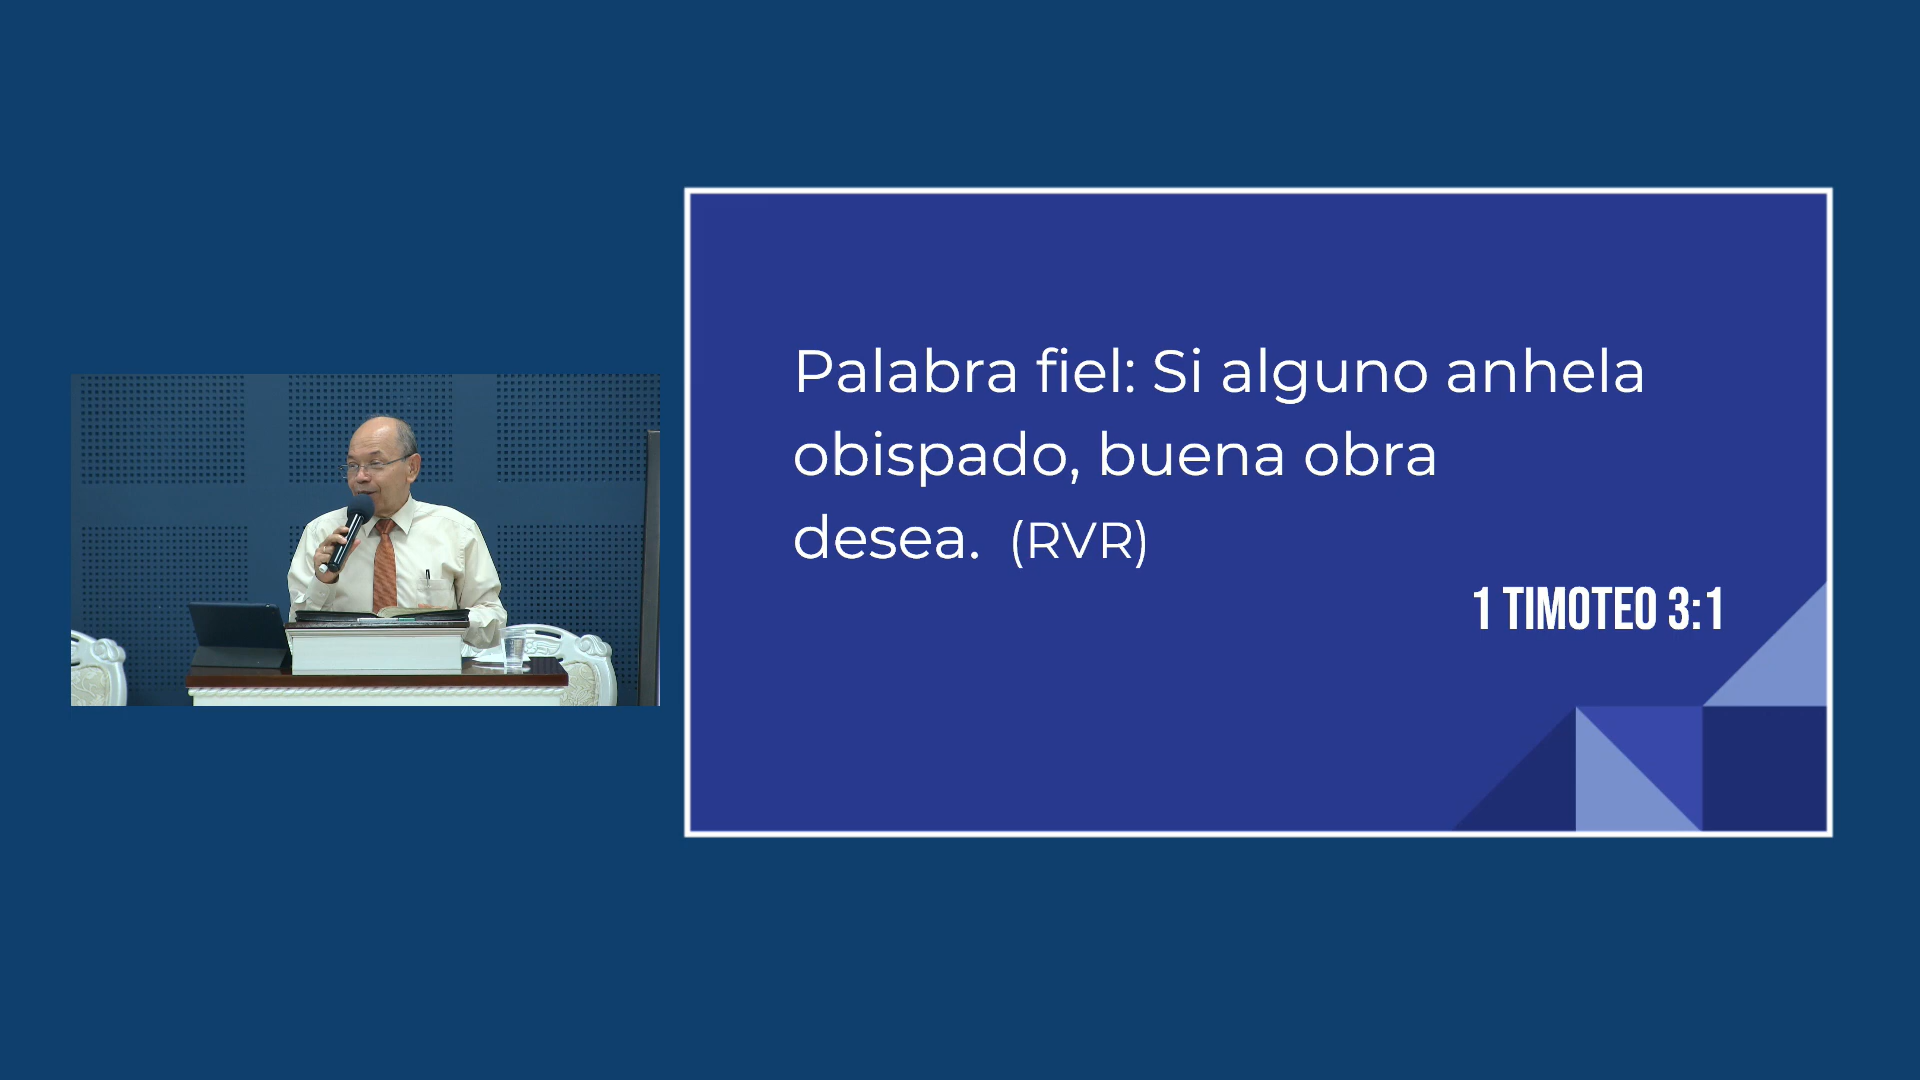 Palabra fiel: Si alguno anhela
obispado, buena obra
desea. (RVR)
1 TIMOTEO 3:1